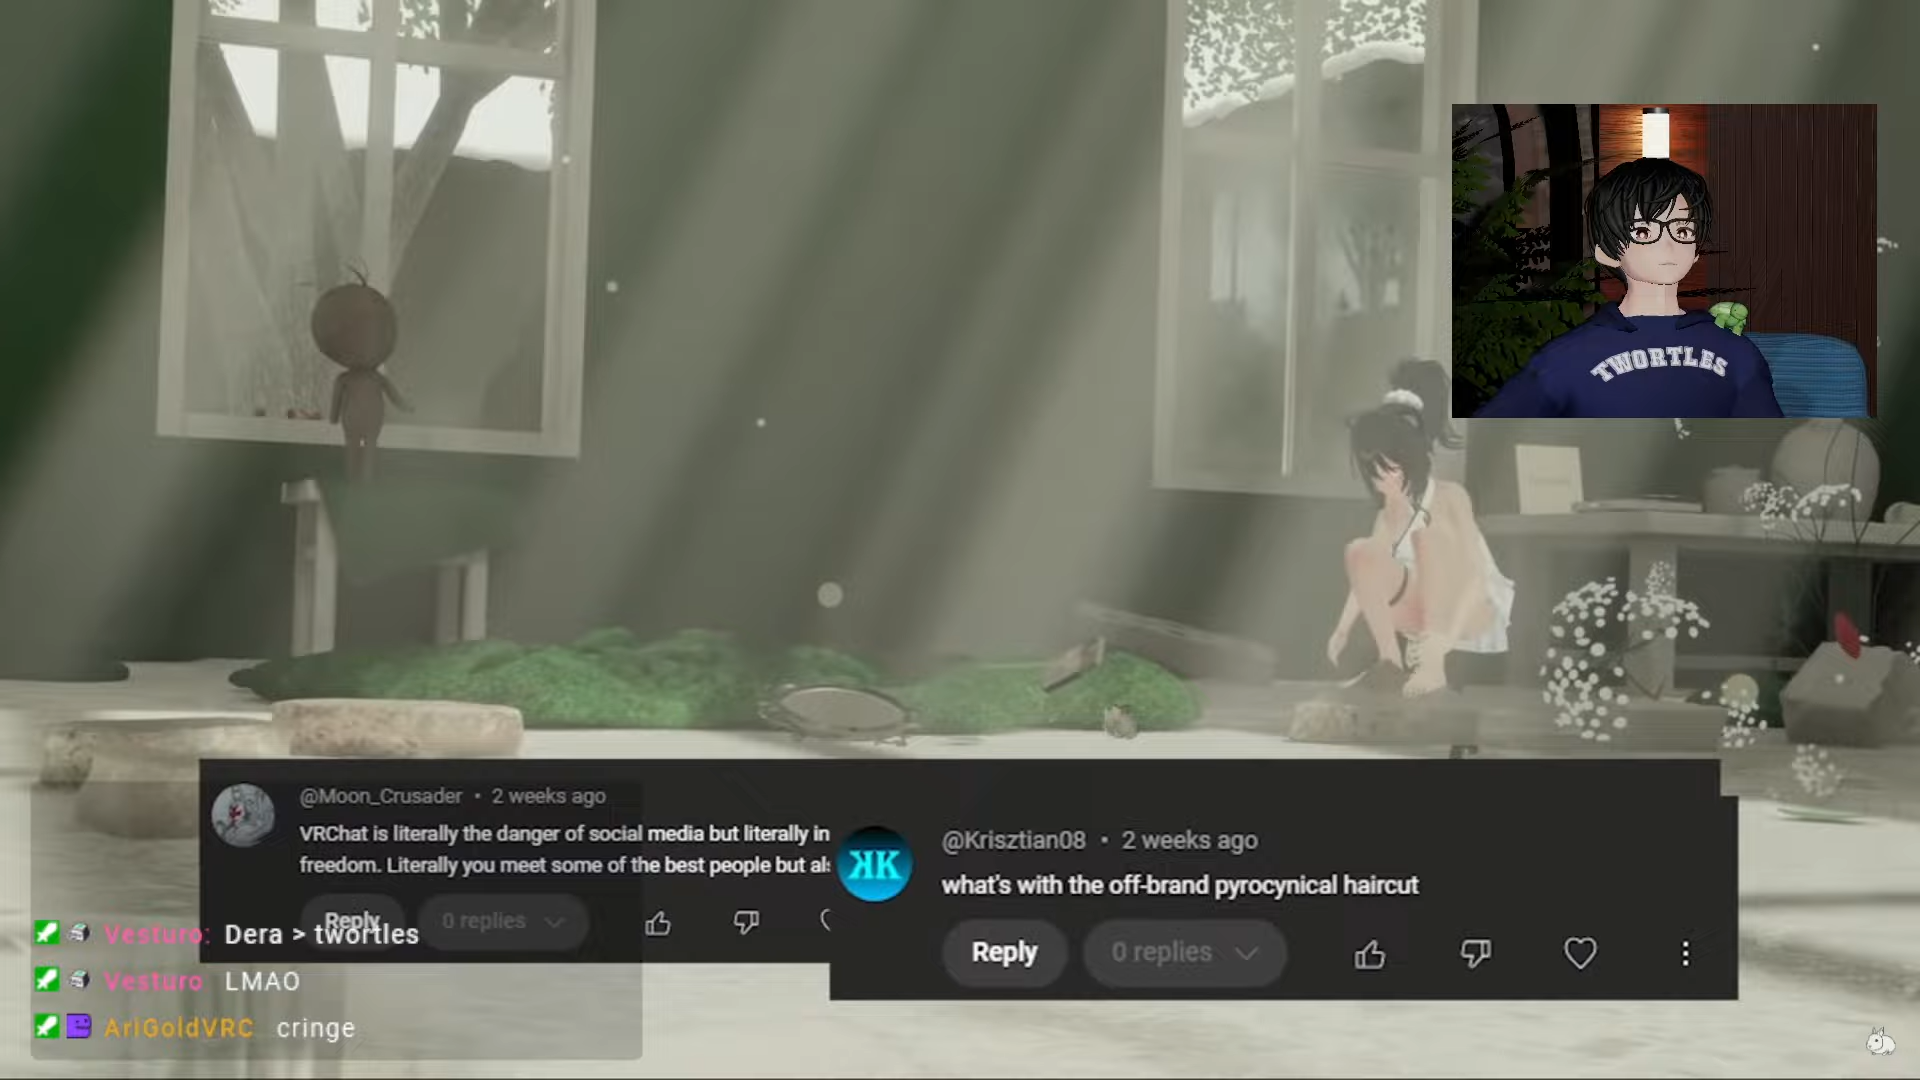 TWORTLES
@Moon_Crusader • 2 weeks ago
VRChat is literally the danger of social media but literally in
freedom. Literally you meet some of the best people but
Reply
0 replies
@Krisztian08 • 2 weeks ago
what's with the off-brand pyrocynical haircut
Reply
0 replies
KK
Vesturo: Dera > twortles
Vesturo LMAO
AriGoldVRC cringe